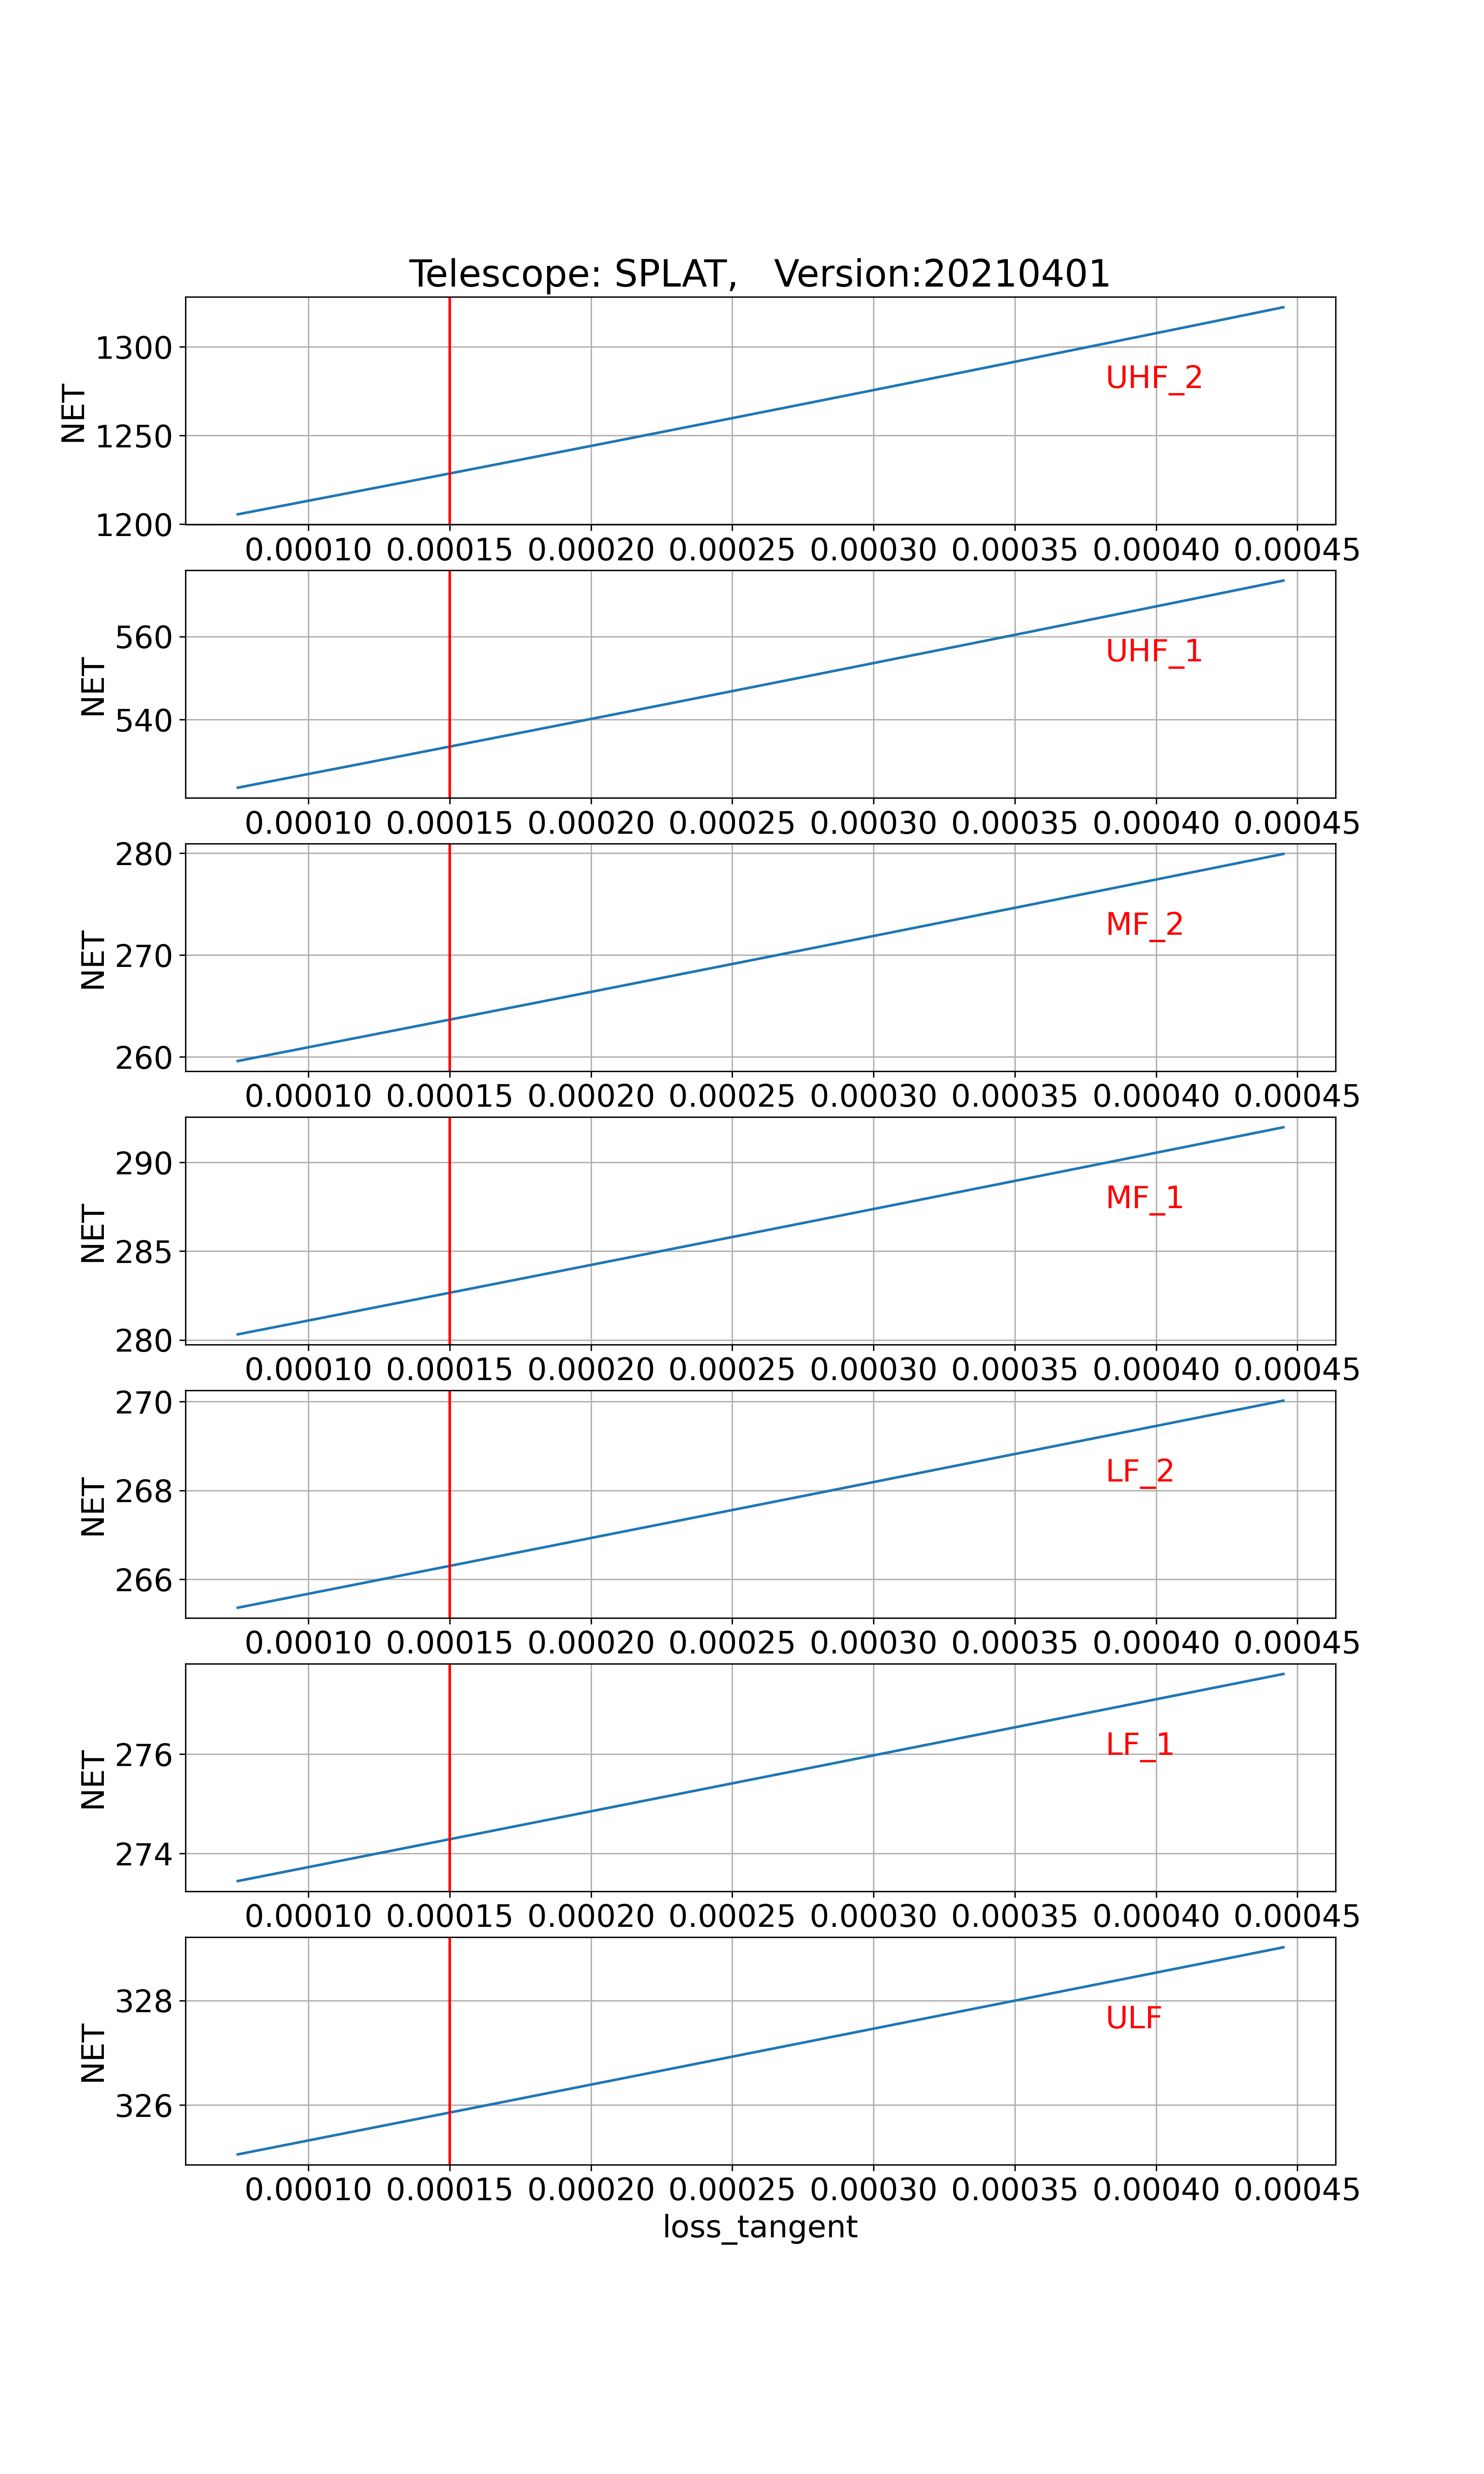 Telescope: SPLAT,   Version:20210401
1300
1250
1200
NET
UHF_2
0.00010 0.00015 0.00020 0.00025 0.00030 0.00035 0.00040 0.00045
560
540
NET
UHF_1
0.00010 0.00015 0.00020 0.00025 0.00030 0.00035 0.00040 0.00045
280
270
260
NET
MF_2
0.00010 0.00015 0.00020 0.00025 0.00030 0.00035 0.00040 0.00045
290
285
280
NET
MF_1
0.00010 0.00015 0.00020 0.00025 0.00030 0.00035 0.00040 0.00045
270
268
266
NET
LF_2
0.00010 0.00015 0.00020 0.00025 0.00030 0.00035 0.00040 0.00045
276
274
NET
LF_1
0.00010 0.00015 0.00020 0.00025 0.00030 0.00035 0.00040 0.00045
328
326
NET
ULF
0.00010 0.00015 0.00020 0.00025 0.00030 0.00035 0.00040 0.00045
loss_tangent